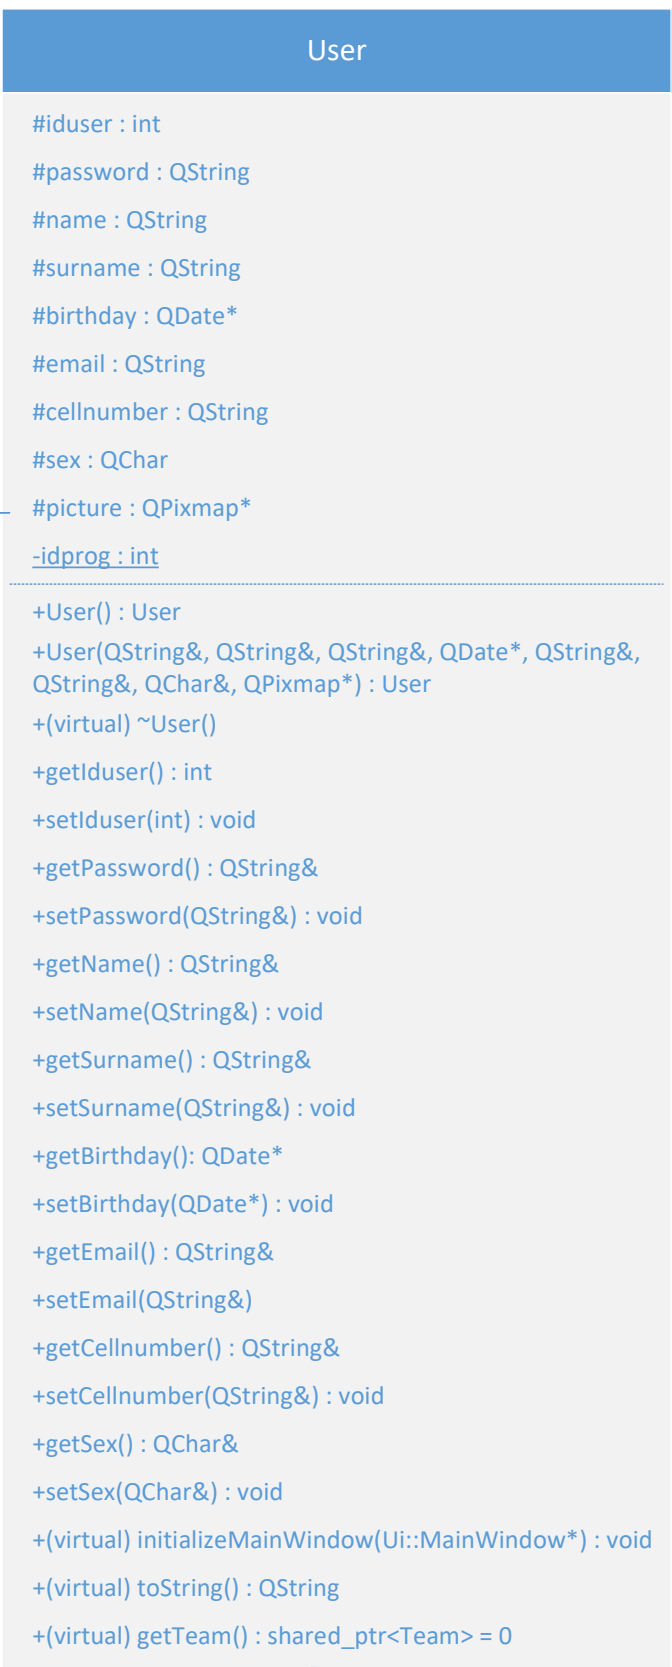 User
#iduser : int
#password : QString
#name : QString
#surname : QString
#birthday : QDate*
#email : QString
#cellnumber : QString
#sex : QChar
#picture : QPixmap*
-idprog : int
+User() : User
+User(QString&, QString&, QString&, QDate*, QString&,
QString&, QChar&, QPixmap*) : User
+(virtual) ~User()
+getIduser() : int
+setIduser(int) : void
+getPassword() : QString&
+setPassword(QString&) : void
+getName() : QString&
+setName(QString&) : void
+getSurname() : QString&
+setSurname(QString&) : void
+getBirthday(): QDate*
+setBirthday(QDate*) : void
+getEmail() : QString&
+setEmail(QString&)
+getCellnumber() : QString&
+setCellnumber(QString&) : void
+getSex() : QChar&
+setSex(QChar&) : void
+(virtual) initializeMainWindow(Ui::MainWindow*) : void
+(virtual) toString() : QString
+(virtual) getTeam() : shared_ptr<Team> = 0